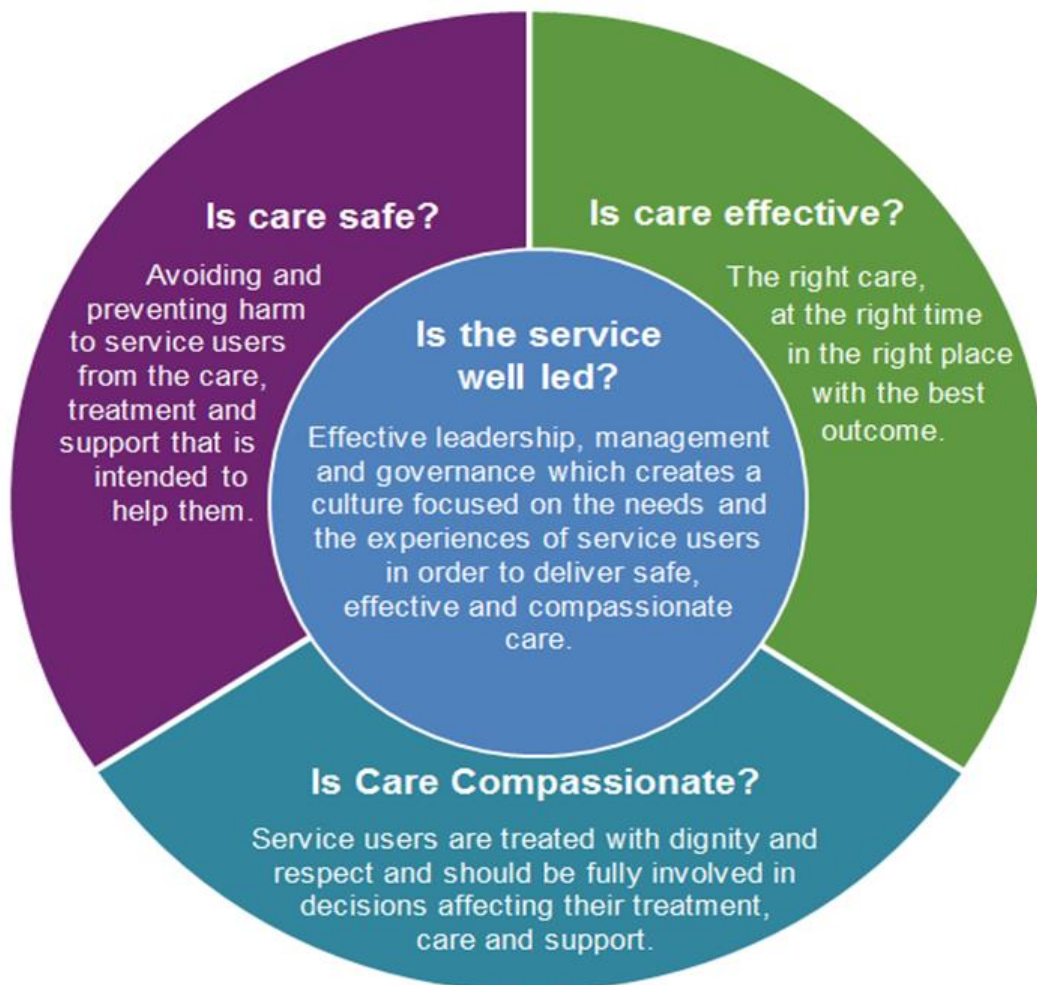 Is care safe?
Avoiding and
preventing harm
to service users
from the care,
treatment and
support that is
intended to
help them.
Is care effective?
The right care,
at the right time
in the right place
with the best
outcome.
Is the service
well led?
Effective leadership, management
and governance which creates a
culture focused on the needs and
the experiences of service users
in order to deliver safe,
effective and compassionate
care.
Is Care Compassionate?
Service users are treated with dignity and
respect and should be fully involved in
decisions affecting their treatment,
care and support.